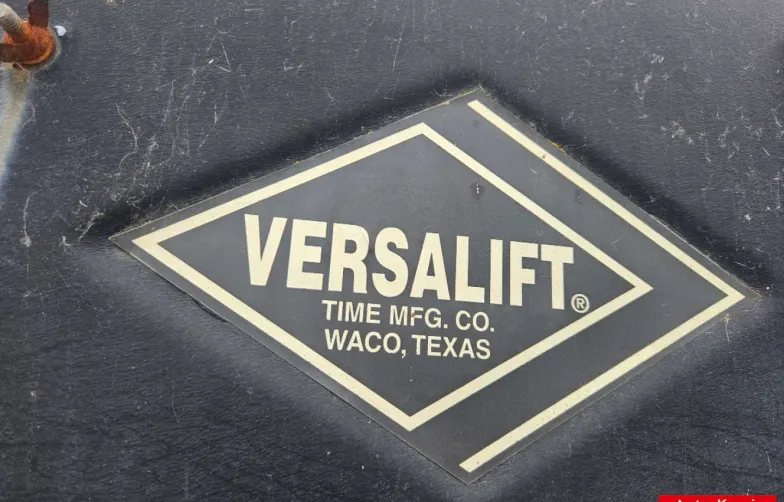 VERSALIFT®
TIME MFG. CO.
WACO, TEXAS